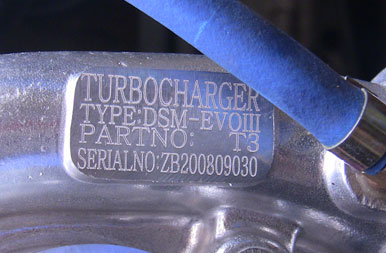 TURBOCHARGER
TYPE:DSM-EVOIII
PARTNO: T3
SERIALNO:ZB200809030